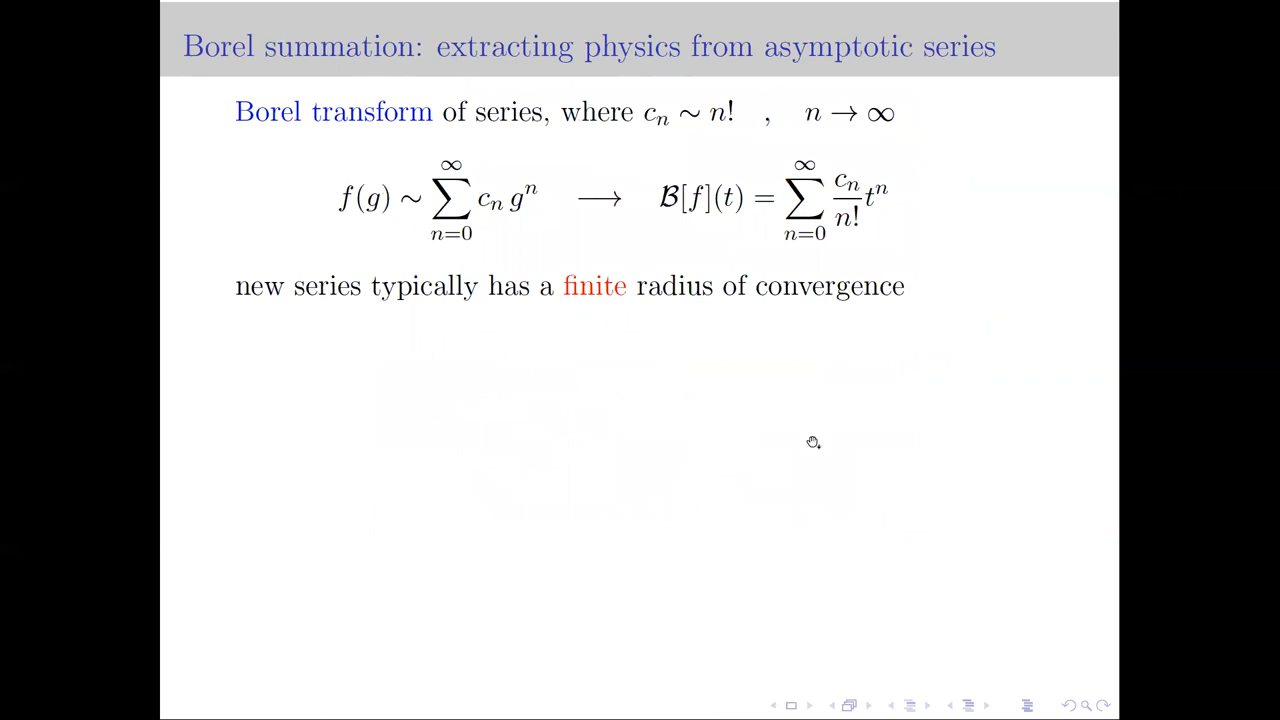 Borel summation: extracting physics from asymptotic series
Borel transform of series, where cₙ ∼ n! , n → ∞
f(g) ∼ ∑_{n=0}^{∞} cₙ gⁿ ⟶ 𝓑[f](t) = ∑_{n=0}^{∞} \frac{cₙ}{n!} tⁿ
new series typically has a finite radius of convergence